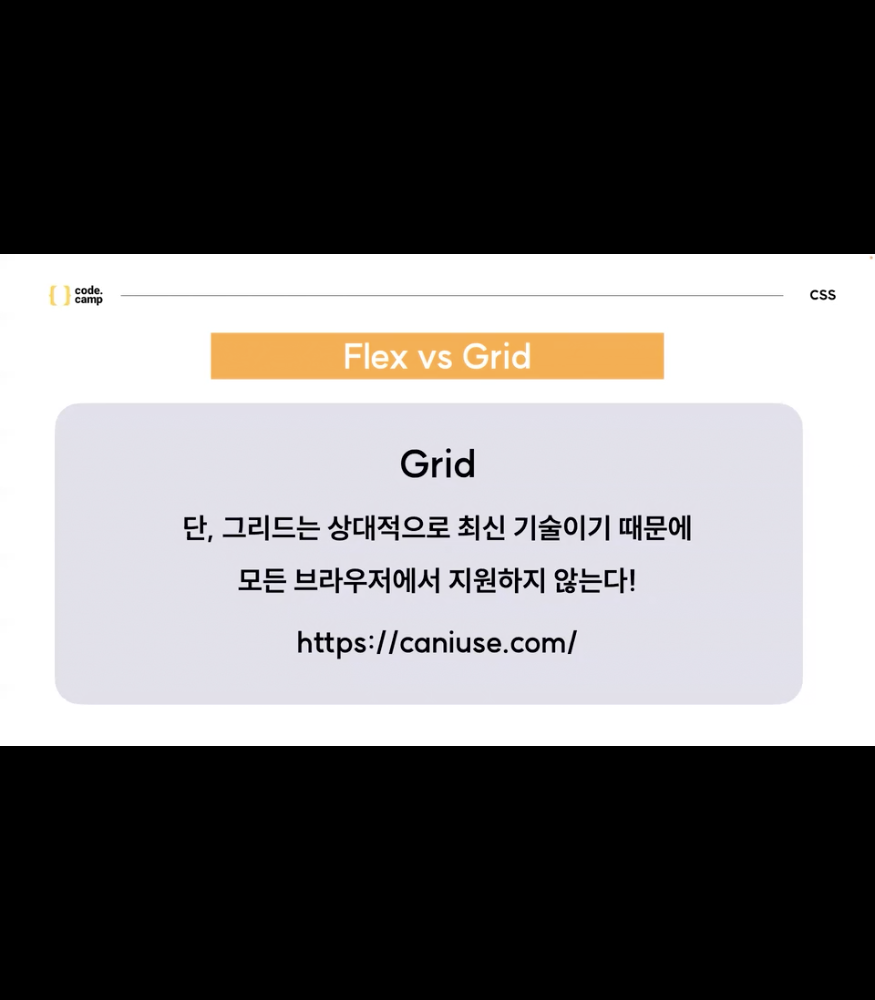 { } code.
camp
CSS
Flex vs Grid
Grid
단, 그리드는 상대적으로 최신 기술이기 때문에
모든 브라우저에서 지원하지 않는다!
https://caniuse.com/